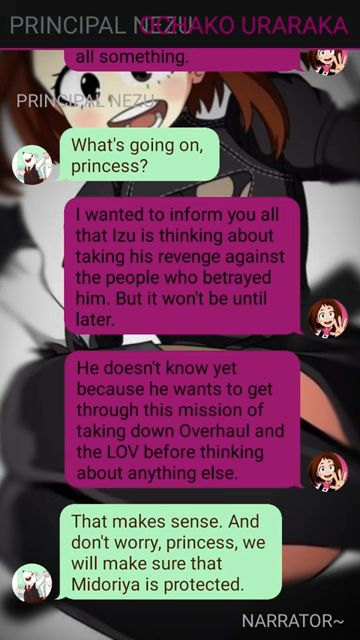 PRINCIPAL NEZU
OCHAKO URARAKA
all something.
PRINCIPAL NEZU
What's going on,
princess?
I wanted to inform you all
that Izu is thinking about
taking his revenge against
the people who betrayed
him. But it won't be until
later.
He doesn't know yet
because he wants to get
through this mission of
taking down Overhaul and
the LOV before thinking
about anything else.
That makes sense. And
don't worry, princess, we
will make sure that
Midoriya is protected.
NARRATOR~